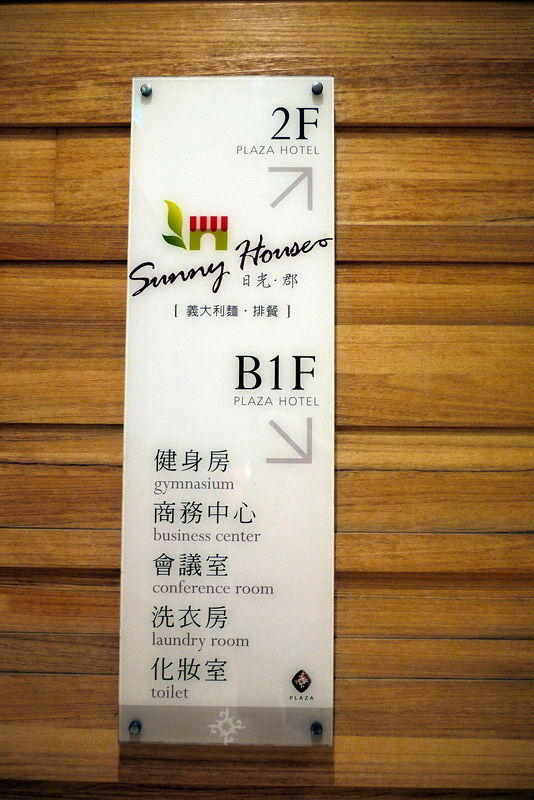 2F
PLAZA HOTEL
Sunny House
日光·郡
[ 義大利麵·排餐 ]
B1F
PLAZA HOTEL
健身房
gymnasium
商務中心
business center
會議室
conference room
洗衣房
laundry room
化妝室
toilet
PLAZA